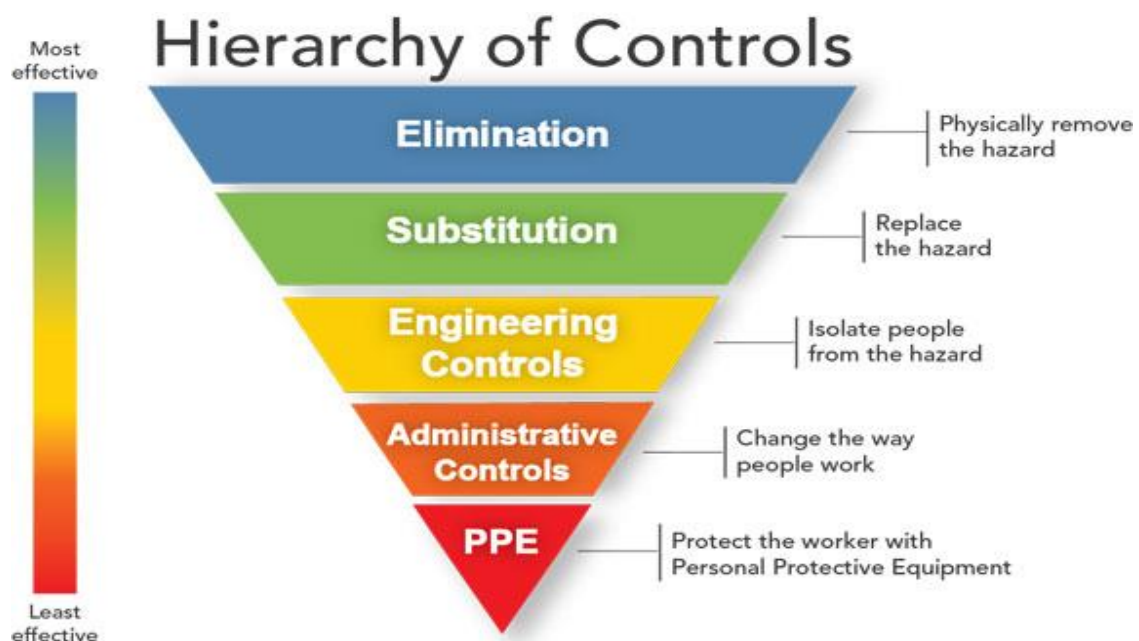 Hierarchy of Controls
Most
effective
Elimination
Physically remove
the hazard
Substitution
Replace
the hazard
Engineering
Controls
Isolate people
from the hazard
Administrative
Controls
Change the way
people work
PPE
Protect the worker with
Personal Protective Equipment
Least
effective